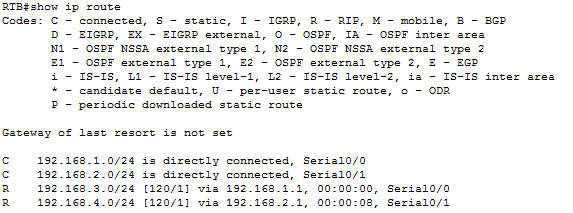 RTB#show ip route
Codes: C - connected, S - static, I - IGRP, R - RIP, M - mobile, B - BGP
D - EIGRP, EX - EIGRP external, O - OSPF, IA - OSPF inter area
N1 - OSPF NSSA external type 1, N2 - OSPF NSSA external type 2
E1 - OSPF external type 1, E2 - OSPF external type 2, E - EGP
i - IS-IS, L1 - IS-IS level-1, L2 - IS-IS level-2, ia - IS-IS inter area
* - candidate default, U - per-user static route, o - ODR
P - periodic downloaded static route
Gateway of last resort is not set
C 192.168.1.0/24 is directly connected, Serial0/0
C 192.168.2.0/24 is directly connected, Serial0/1
R 192.168.3.0/24 [120/1] via 192.168.1.1, 00:00:00, Serial0/0
R 192.168.4.0/24 [120/1] via 192.168.2.1, 00:00:08, Serial0/1